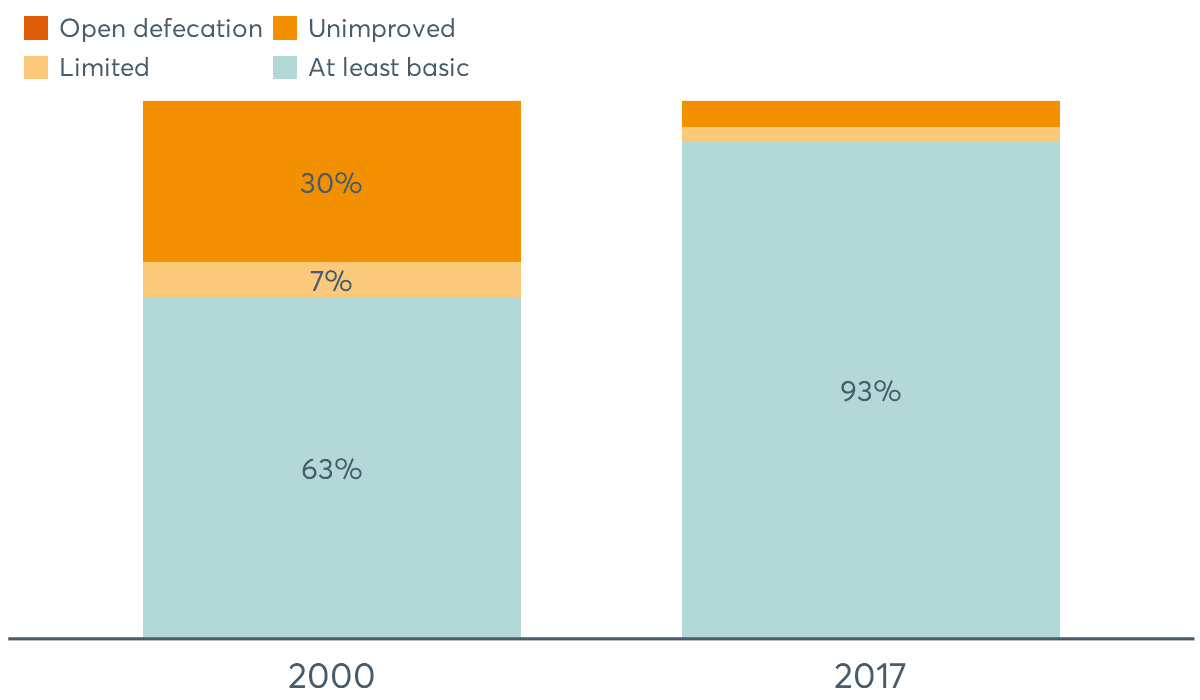 Open defecation Unimproved
Limited At least basic
30%
7%
63%
93%
2000 2017